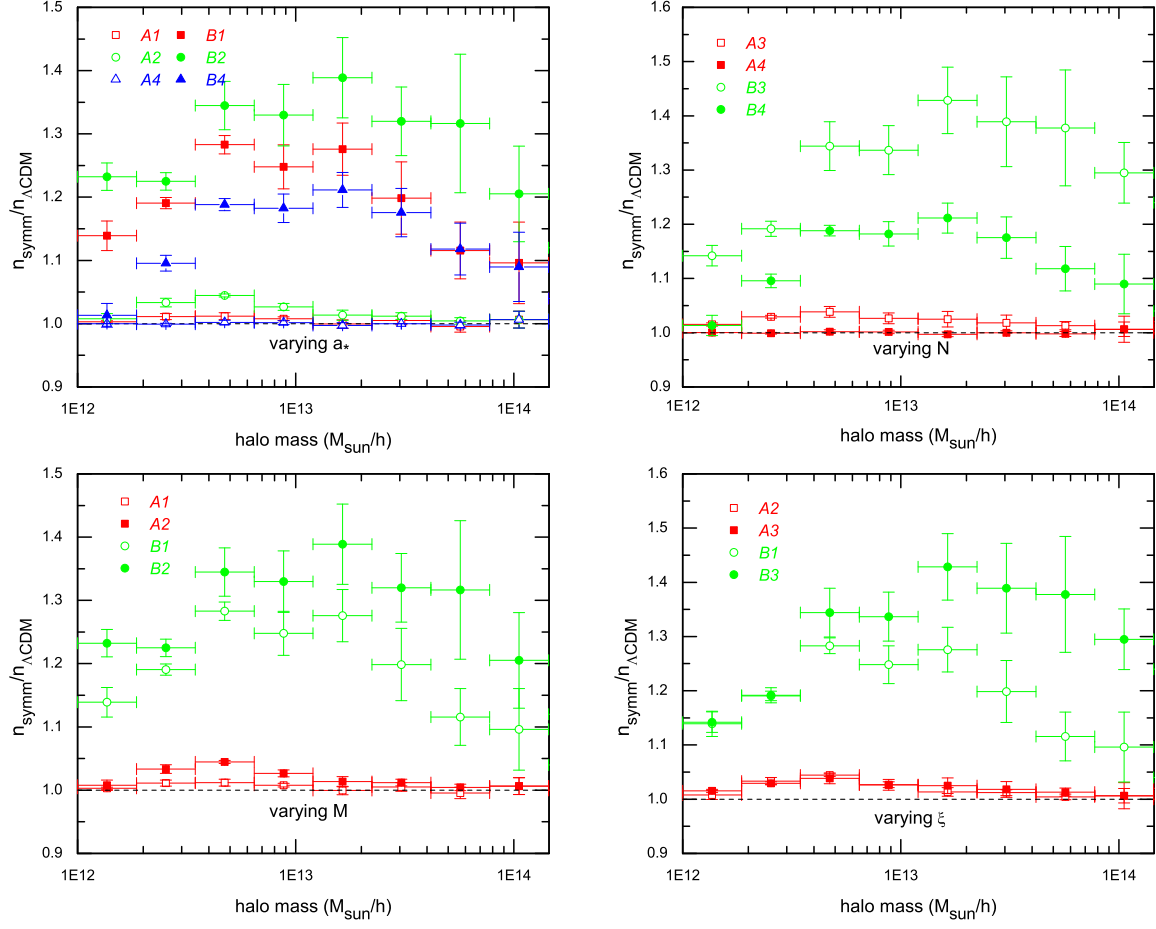 1.5
1.4
1.3
1.2
1.1
1.0
0.9
n_symm/n_ΛCDM
A1 B1
A2 B2
A4 B4
varying a*
1E12 1E13 1E14
halo mass (M_sun/h)
1.6
1.5
1.4
1.3
1.2
1.1
1.0
0.9
n_symm/n_ΛCDM
A3
A4
B3
B4
varying N
1E12 1E13 1E14
halo mass (M_sun/h)
1.5
1.4
1.3
1.2
1.1
1.0
0.9
n_symm/n_ΛCDM
A1
A2
B1
B2
varying M
1E12 1E13 1E14
halo mass (M_sun/h)
1.6
1.5
1.4
1.3
1.2
1.1
1.0
0.9
n_symm/n_ΛCDM
A2
A3
B1
B3
varying ξ
1E12 1E13 1E14
halo mass (M_sun/h)